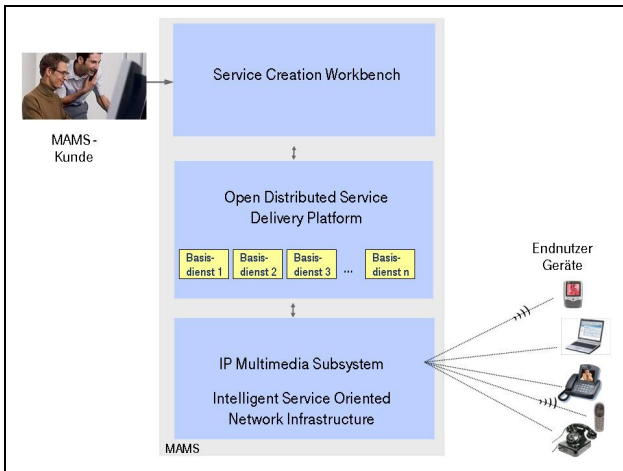 Service Creation Workbench
MAMS-
Kunde
Open Distributed Service
Delivery Platform
Basis-
dienst 1
Basis-
dienst 2
Basis-
dienst 3
...
Basis-
dienst n
Endnutzer
Geräte
IP Multimedia Subsystem
Intelligent Service Oriented
Network Infrastructure
MAMS